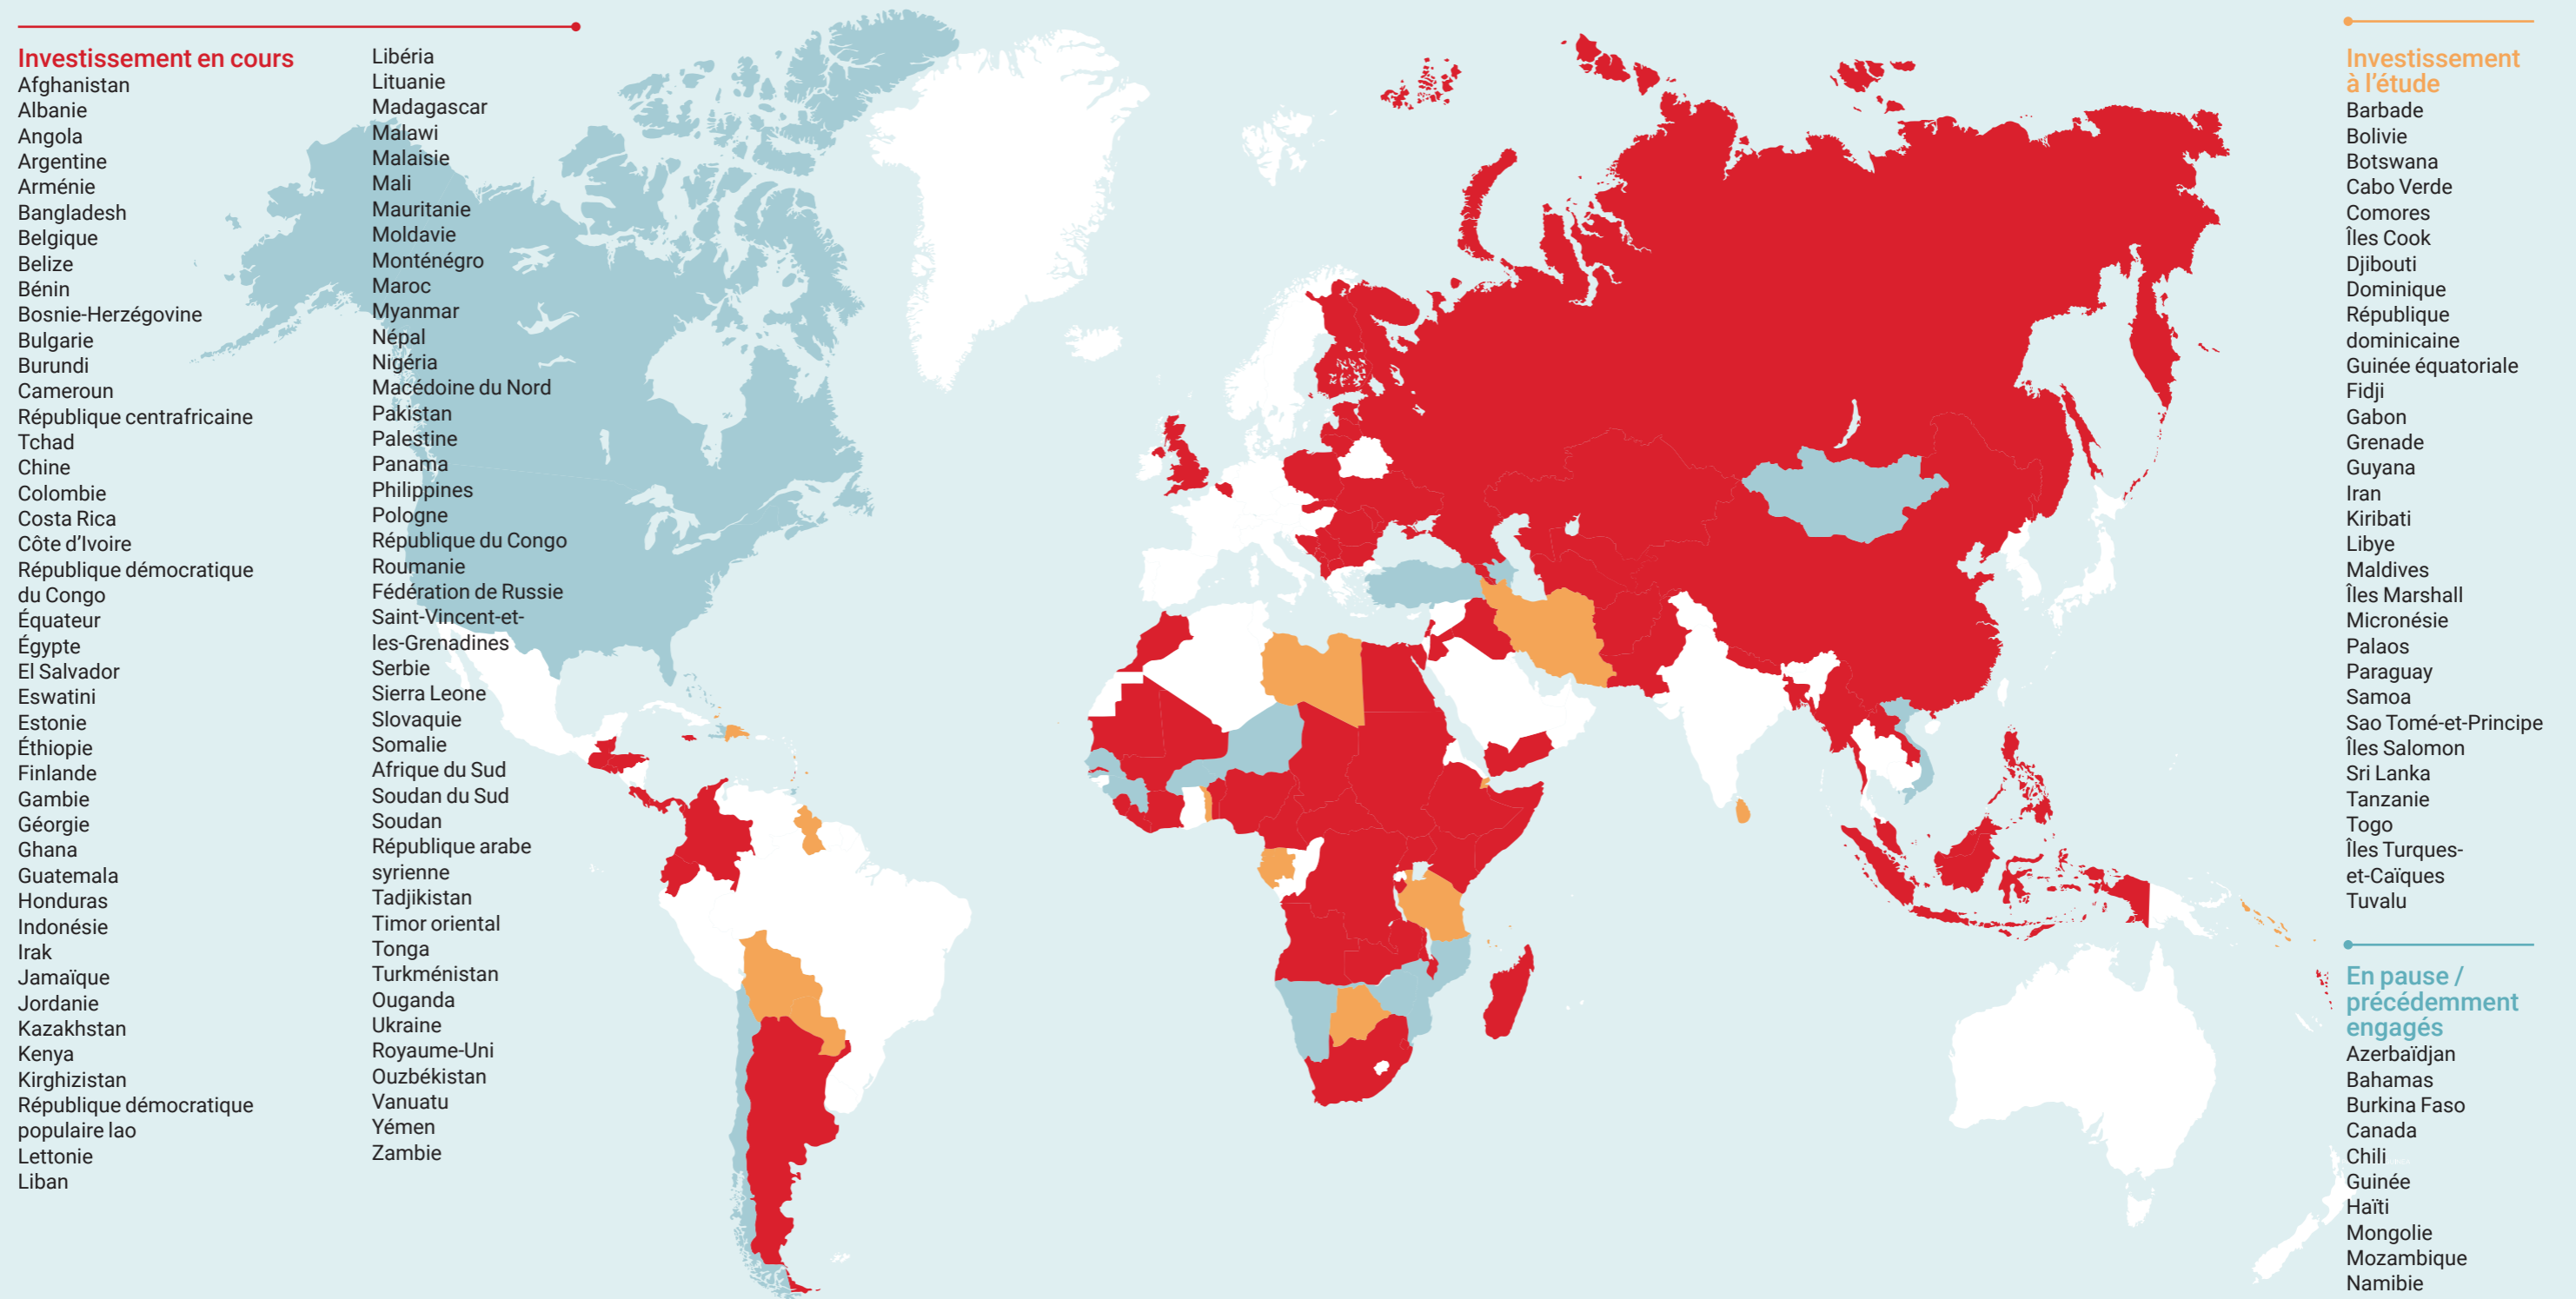 Investissement en cours
Afghanistan
Albanie
Angola
Argentine
Arménie
Bangladesh
Belgique
Belize
Bénin
Bosnie-Herzégovine
Bulgarie
Burundi
Cameroun
République centrafricaine
Tchad
Chine
Colombie
Costa Rica
Côte d’Ivoire
République démocratique
du Congo
Équateur
Égypte
El Salvador
Eswatini
Estonie
Éthiopie
Finlande
Gambie
Géorgie
Ghana
Guatemala
Honduras
Indonésie
Irak
Jamaïque
Jordanie
Kazakhstan
Kenya
Kirghizistan
République démocratique
populaire lao
Lettonie
Liban
Libéria
Lituanie
Madagascar
Malawi
Malaisie
Mali
Mauritanie
Moldavie
Monténégro
Maroc
Myanmar
Népal
Nigéria
Macédoine du Nord
Pakistan
Palestine
Panama
Philippines
Pologne
République du Congo
Roumanie
Fédération de Russie
Saint-Vincent-et-
les-Grenadines
Serbie
Sierra Leone
Slovaquie
Somalie
Afrique du Sud
Soudan du Sud
Soudan
République arabe
syrienne
Tadjikistan
Timor oriental
Tonga
Turkménistan
Ouganda
Ukraine
Royaume-Uni
Ouzbékistan
Vanuatu
Yémen
Zambie
Investissement
à l’étude
Barbade
Bolivie
Botswana
Cabo Verde
Comores
Îles Cook
Djibouti
Dominique
République
dominicaine
Guinée équatoriale
Fidji
Gabon
Grenade
Guyana
Iran
Kiribati
Libye
Maldives
Îles Marshall
Micronésie
Palaos
Paraguay
Samoa
Sao Tomé-et-Principe
Îles Salomon
Sri Lanka
Tanzanie
Togo
Îles Turques-
et-Caïques
Tuvalu
En pause /
précédemment
engagés
Azerbaïdjan
Bahamas
Burkina Faso
Canada
Chili
Guinée
Haïti
Mongolie
Mozambique
Namibie